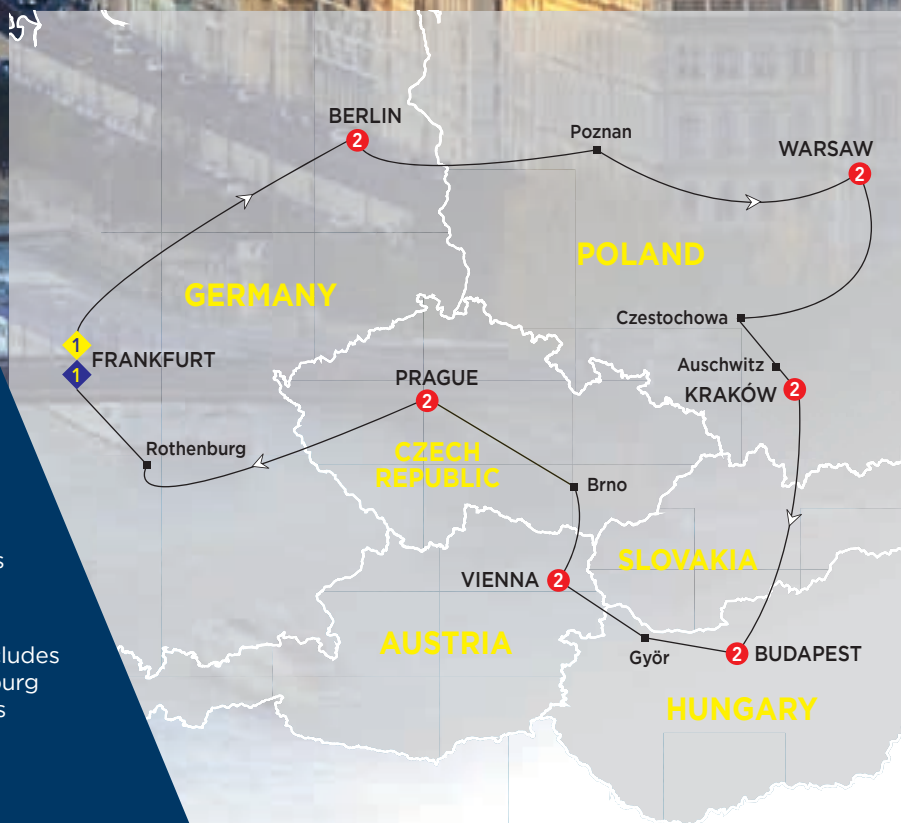 BERLIN
2
Poznan
WARSAW
2
POLAND
GERMANY
Czestochowa
1
FRANKFURT
1
Auschwitz
KRAKÓW 2
PRAGUE
2
Rothenburg
CZECH
REPUBLIC
Brno
s
SLOVAKIA
VIENNA 2
AUSTRIA
cludes
burg
s
Györ
2 BUDAPEST
HUNGARY